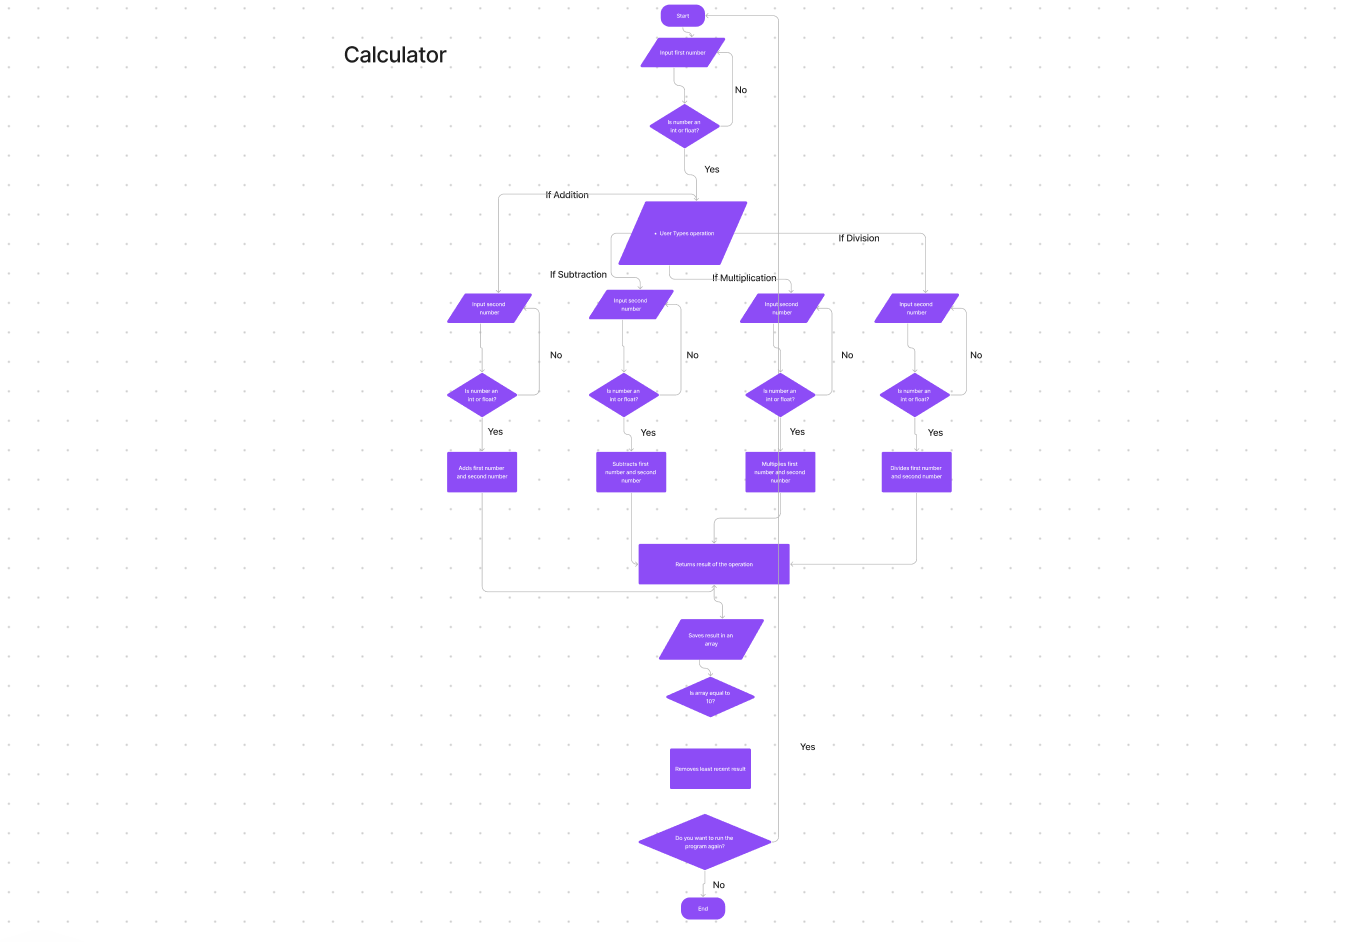 Start
Calculator
Input first number
No
Is number an
int or float?
Yes
If Addition
• User Types operation
If Division
If Subtraction
If Multiplication
Input second
number
Input second
number
Input second
number
Input second
number
No
No
No
No
Is number an
int or float?
Is number an
int or float?
Is number an
int or float?
Is number an
int or float?
Yes
Yes
Yes
Yes
Adds first number
and second number
Subtracts first
number and second
number
Multiplies first
number and second
number
Divides first number
and second number
Returns result of the operation
Saves result in an
array
Is array equal to
10?
Yes
Removes least recent result
Do you want to run the
program again?
No
End